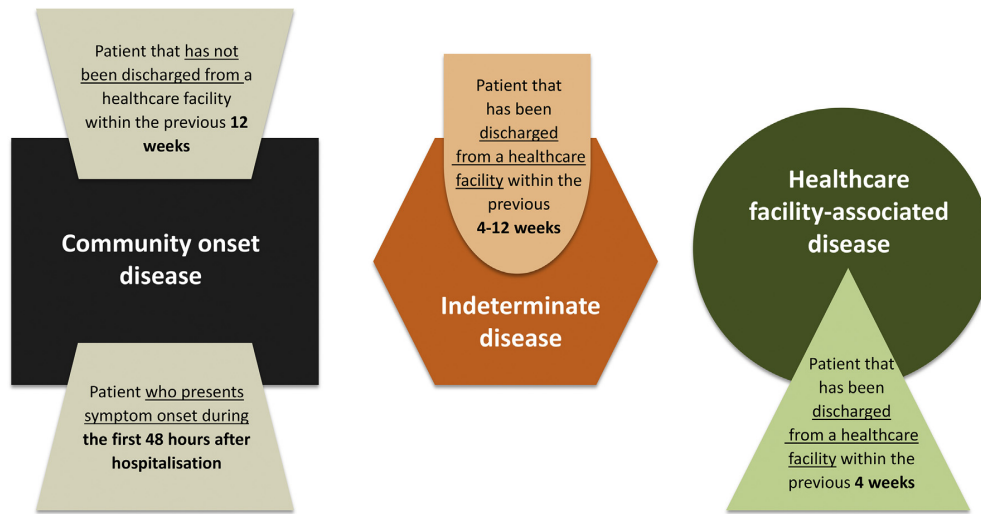 Patient that has not
been discharged from a
healthcare facility
within the previous 12
weeks
Community onset
disease
Patient who presents
symptom onset during
the first 48 hours after
hospitalisation
Patient that
has been
discharged
from a healthcare
facility within the
previous
4-12 weeks
Indeterminate
disease
Healthcare
facility-associated
disease
Patient that
has been
discharged
from a healthcare
facility within the
previous 4 weeks